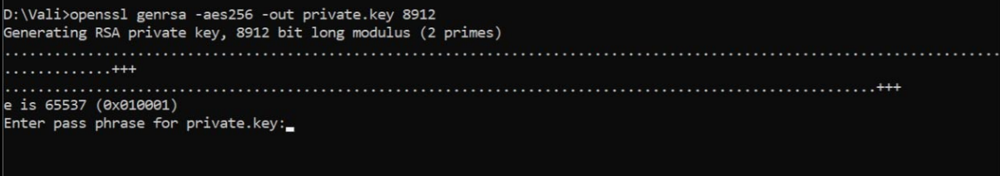 D:\Vali>openssl genrsa -aes256 -out private.key 8912
Generating RSA private key, 8912 bit long modulus (2 primes)
........................................................................................................................
.............+++
.........................................................................................................+++
e is 65537 (0x010001)
Enter pass phrase for private.key: